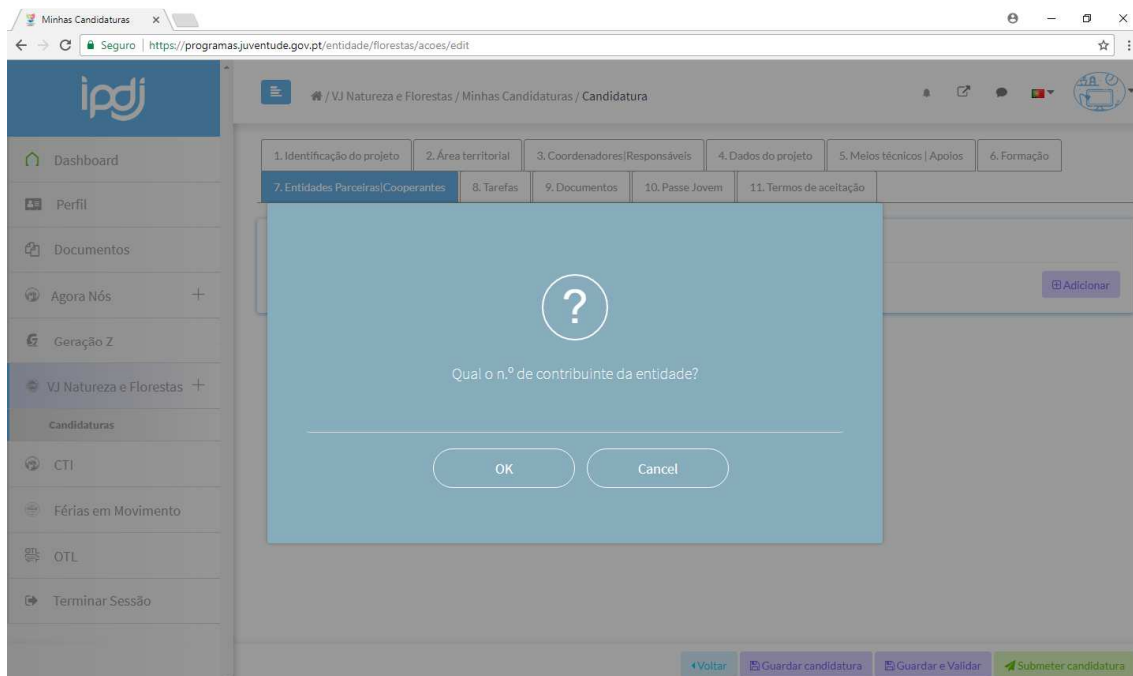 Minhas Candidaturas
Seguro | https://programas.juventude.gov.pt/entidade/florestas/acoes/edit
ipdj
/ VJ Natureza e Florestas / Minhas Candidaturas / Candidatura
Dashboard
Perfil
Documentos
Agora Nós
Geração Z
VJ Natureza e Florestas
Candidaturas
CTI
Férias em Movimento
OTL
Terminar Sessão
1. Identificação do projeto
2. Área territorial
3. Coordenadores|Responsáveis
4. Dados do projeto
5. Meios técnicos | Apoios
6. Formação
7. Entidades Parceiras|Cooperantes
8. Tarefas
9. Documentos
10. Passe Jovem
11. Termos de aceitação
Adicionar
?
Qual o n.º de contribuinte da entidade?
OK
Cancel
Voltar
Guardar candidatura
Guardar e Validar
Submeter candidatura